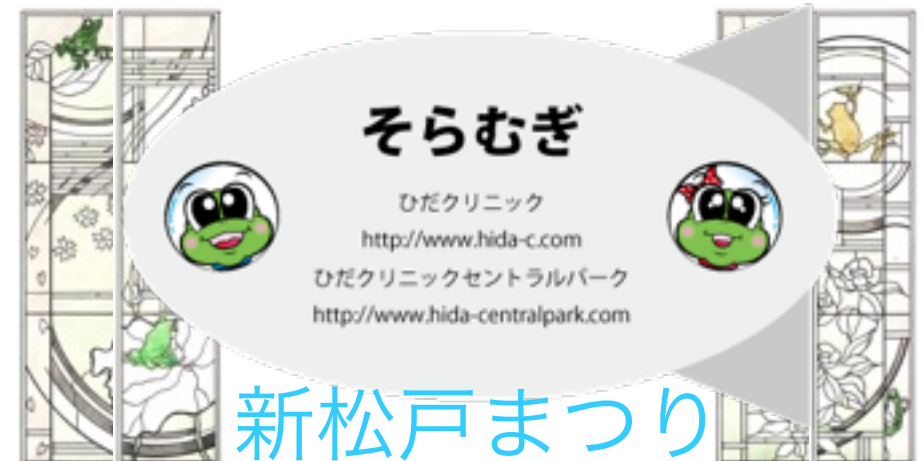 そらむぎ
ひだクリニック
http://www.hida-c.com
ひだクリニックセントラルパーク
http://www.hida-centralpark.com
新松戸まつり